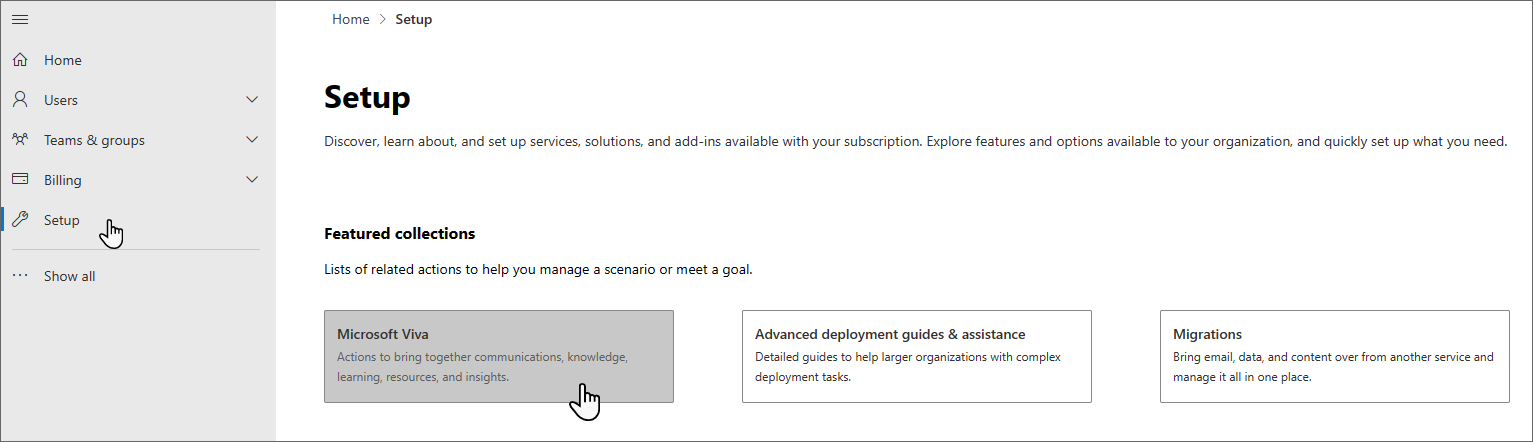 Home > Setup
Home
Users
Teams & groups
Billing
Setup
Show all
Setup
Discover, learn about, and set up services, solutions, and add-ins available with your subscription. Explore features and options available to your organization, and quickly set up what you need.
Featured collections
Lists of related actions to help you manage a scenario or meet a goal.
Microsoft Viva
Actions to bring together communications, knowledge,
learning, resources, and insights.
Advanced deployment guides & assistance
Detailed guides to help larger organizations with complex
deployment tasks.
Migrations
Bring email, data, and content over from another service and
manage it all in one place.